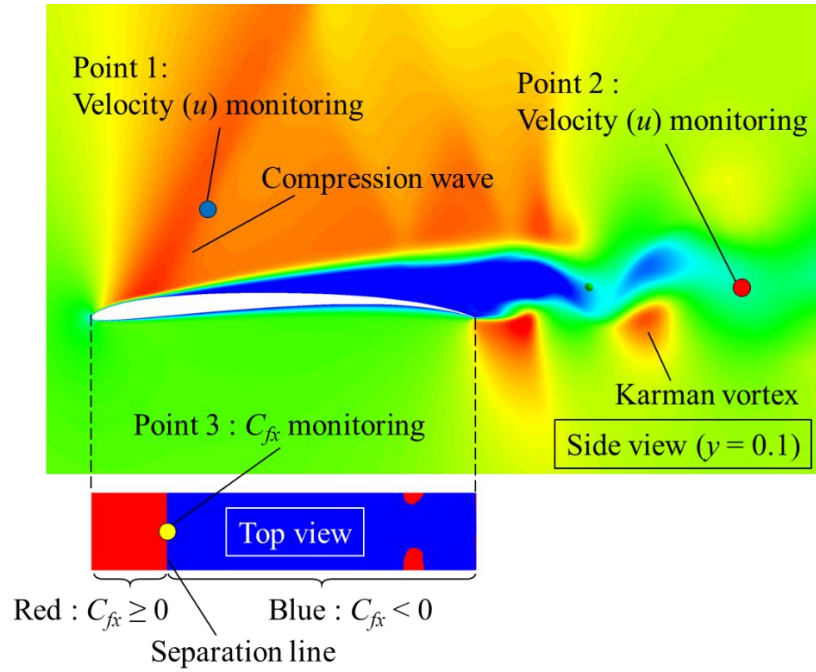 Point 1:
Velocity (u) monitoring
Point 2 :
Velocity (u) monitoring
Compression wave
Karman vortex
Point 3 : Cfx monitoring
Side view (y = 0.1)
Top view
Red : Cfx ≥ 0
Blue : Cfx < 0
Separation line